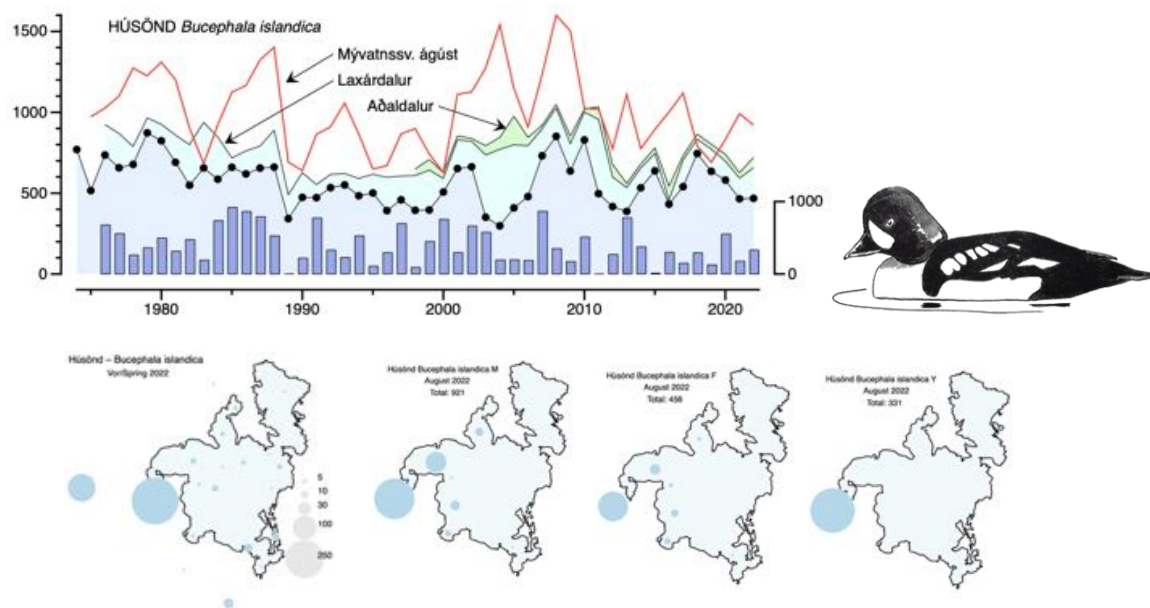 HÚSÖND Bucephala islandica
1500
1000
500
0
Mývatnssv. ágúst
Laxárdalur
Aðaldalur
1000
0
1980
1990
2000
2010
2020
Húsönd – Bucephala islandica
Vor/Spring 2022
5
10
30
100
250
Húsönd Bucephala islandica M
August 2022
Total: 921
Húsönd Bucephala islandica F
August 2022
Total: 456
Húsönd Bucephala islandica Y
August 2022
Total: 331